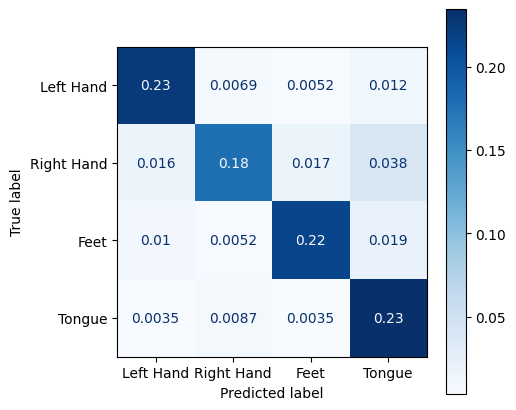 Left Hand 0.23 0.0069 0.0052 0.012
Right Hand 0.016 0.18 0.017 0.038
Feet 0.01 0.0052 0.22 0.019
Tongue 0.0035 0.0087 0.0035 0.23
Left Hand Right Hand Feet Tongue
Predicted label
True label
0.20
0.15
0.10
0.05